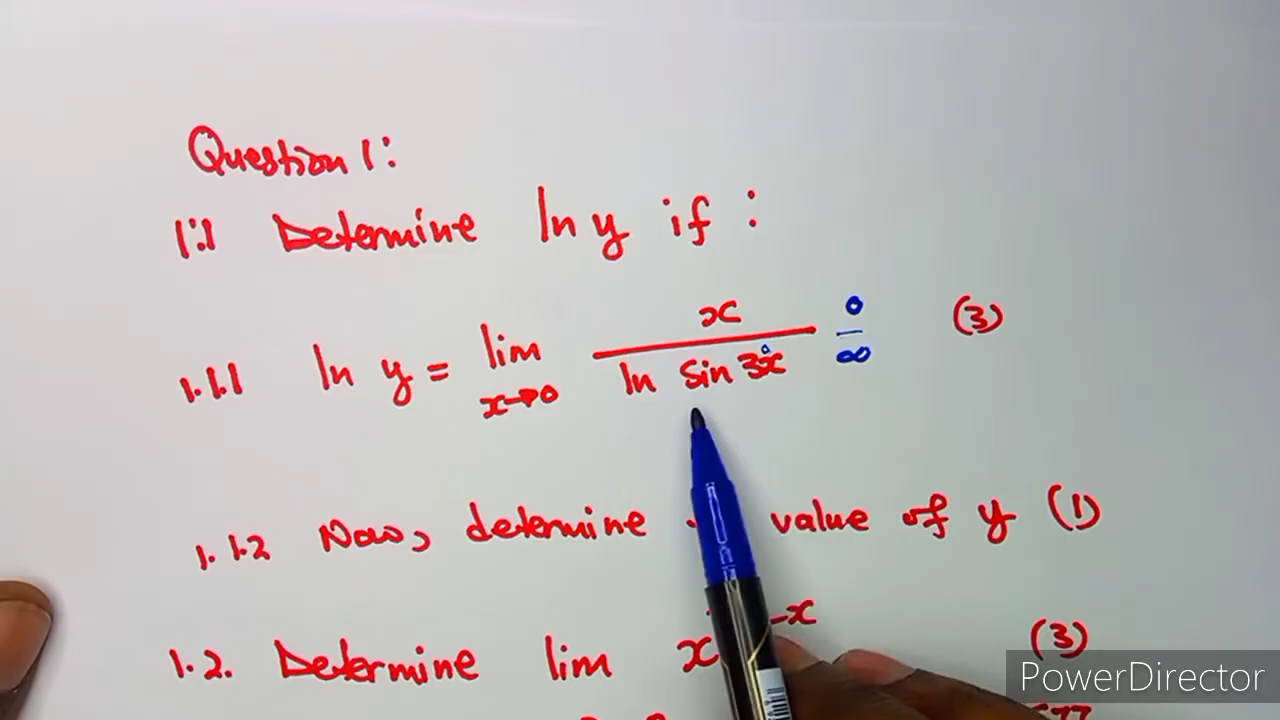 Question 1:
1.1 Determine ln y if :
1.1.1 ln y = lim x→0 x / ln sin 3x 0/∞ (3)
1.1.2 Now, determine value of y (1)
1.2. Determine lim x -x (3)
PowerDirector